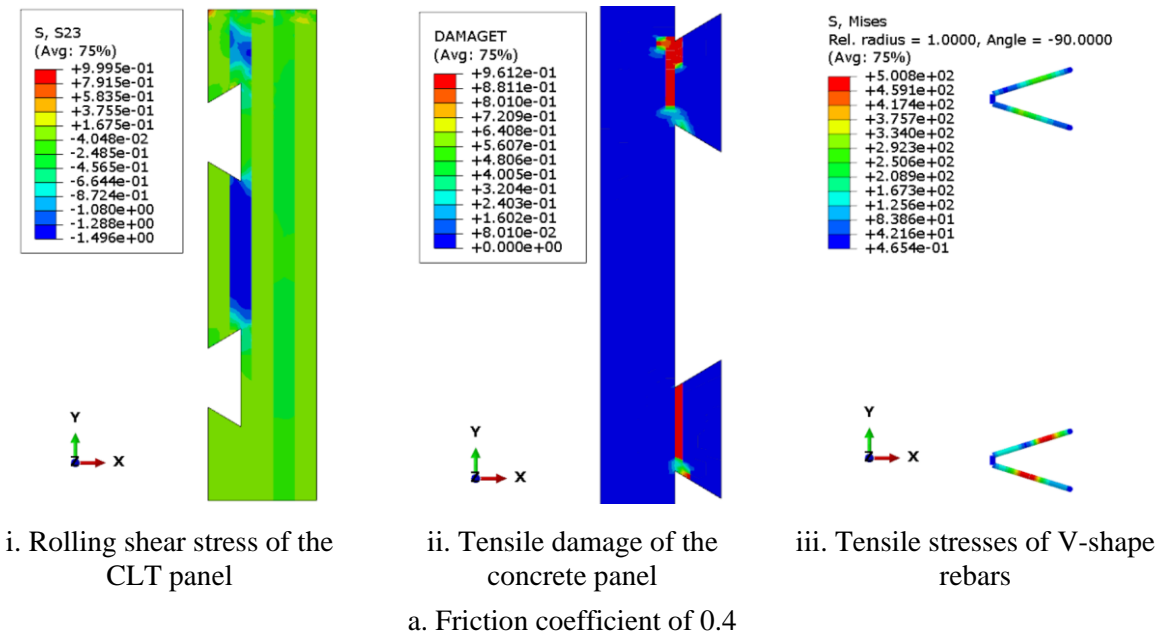 S, S23
(Avg: 75%)
+9.995e-01
+7.915e-01
+5.835e-01
+3.755e-01
+1.675e-01
-4.048e-02
-2.485e-01
-4.565e-01
-6.644e-01
-8.724e-01
-1.080e+00
-1.288e+00
-1.496e+00
Y
Z
X
DAMAGET
(Avg: 75%)
+9.612e-01
+8.811e-01
+8.010e-01
+7.209e-01
+6.408e-01
+5.607e-01
+4.806e-01
+4.005e-01
+3.204e-01
+2.403e-01
+1.602e-01
+8.010e-02
+0.000e+00
Y
Z
X
S, Mises
Rel. radius = 1.0000, Angle = -90.0000
(Avg: 75%)
+5.008e+02
+4.591e+02
+4.174e+02
+3.757e+02
+3.340e+02
+2.923e+02
+2.506e+02
+2.089e+02
+1.673e+02
+1.256e+02
+8.386e+01
+4.216e+01
+4.654e-01
Y
Z
X
i. Rolling shear stress of the
CLT panel
ii. Tensile damage of the
concrete panel
iii. Tensile stresses of V-shape
rebars
a. Friction coefficient of 0.4